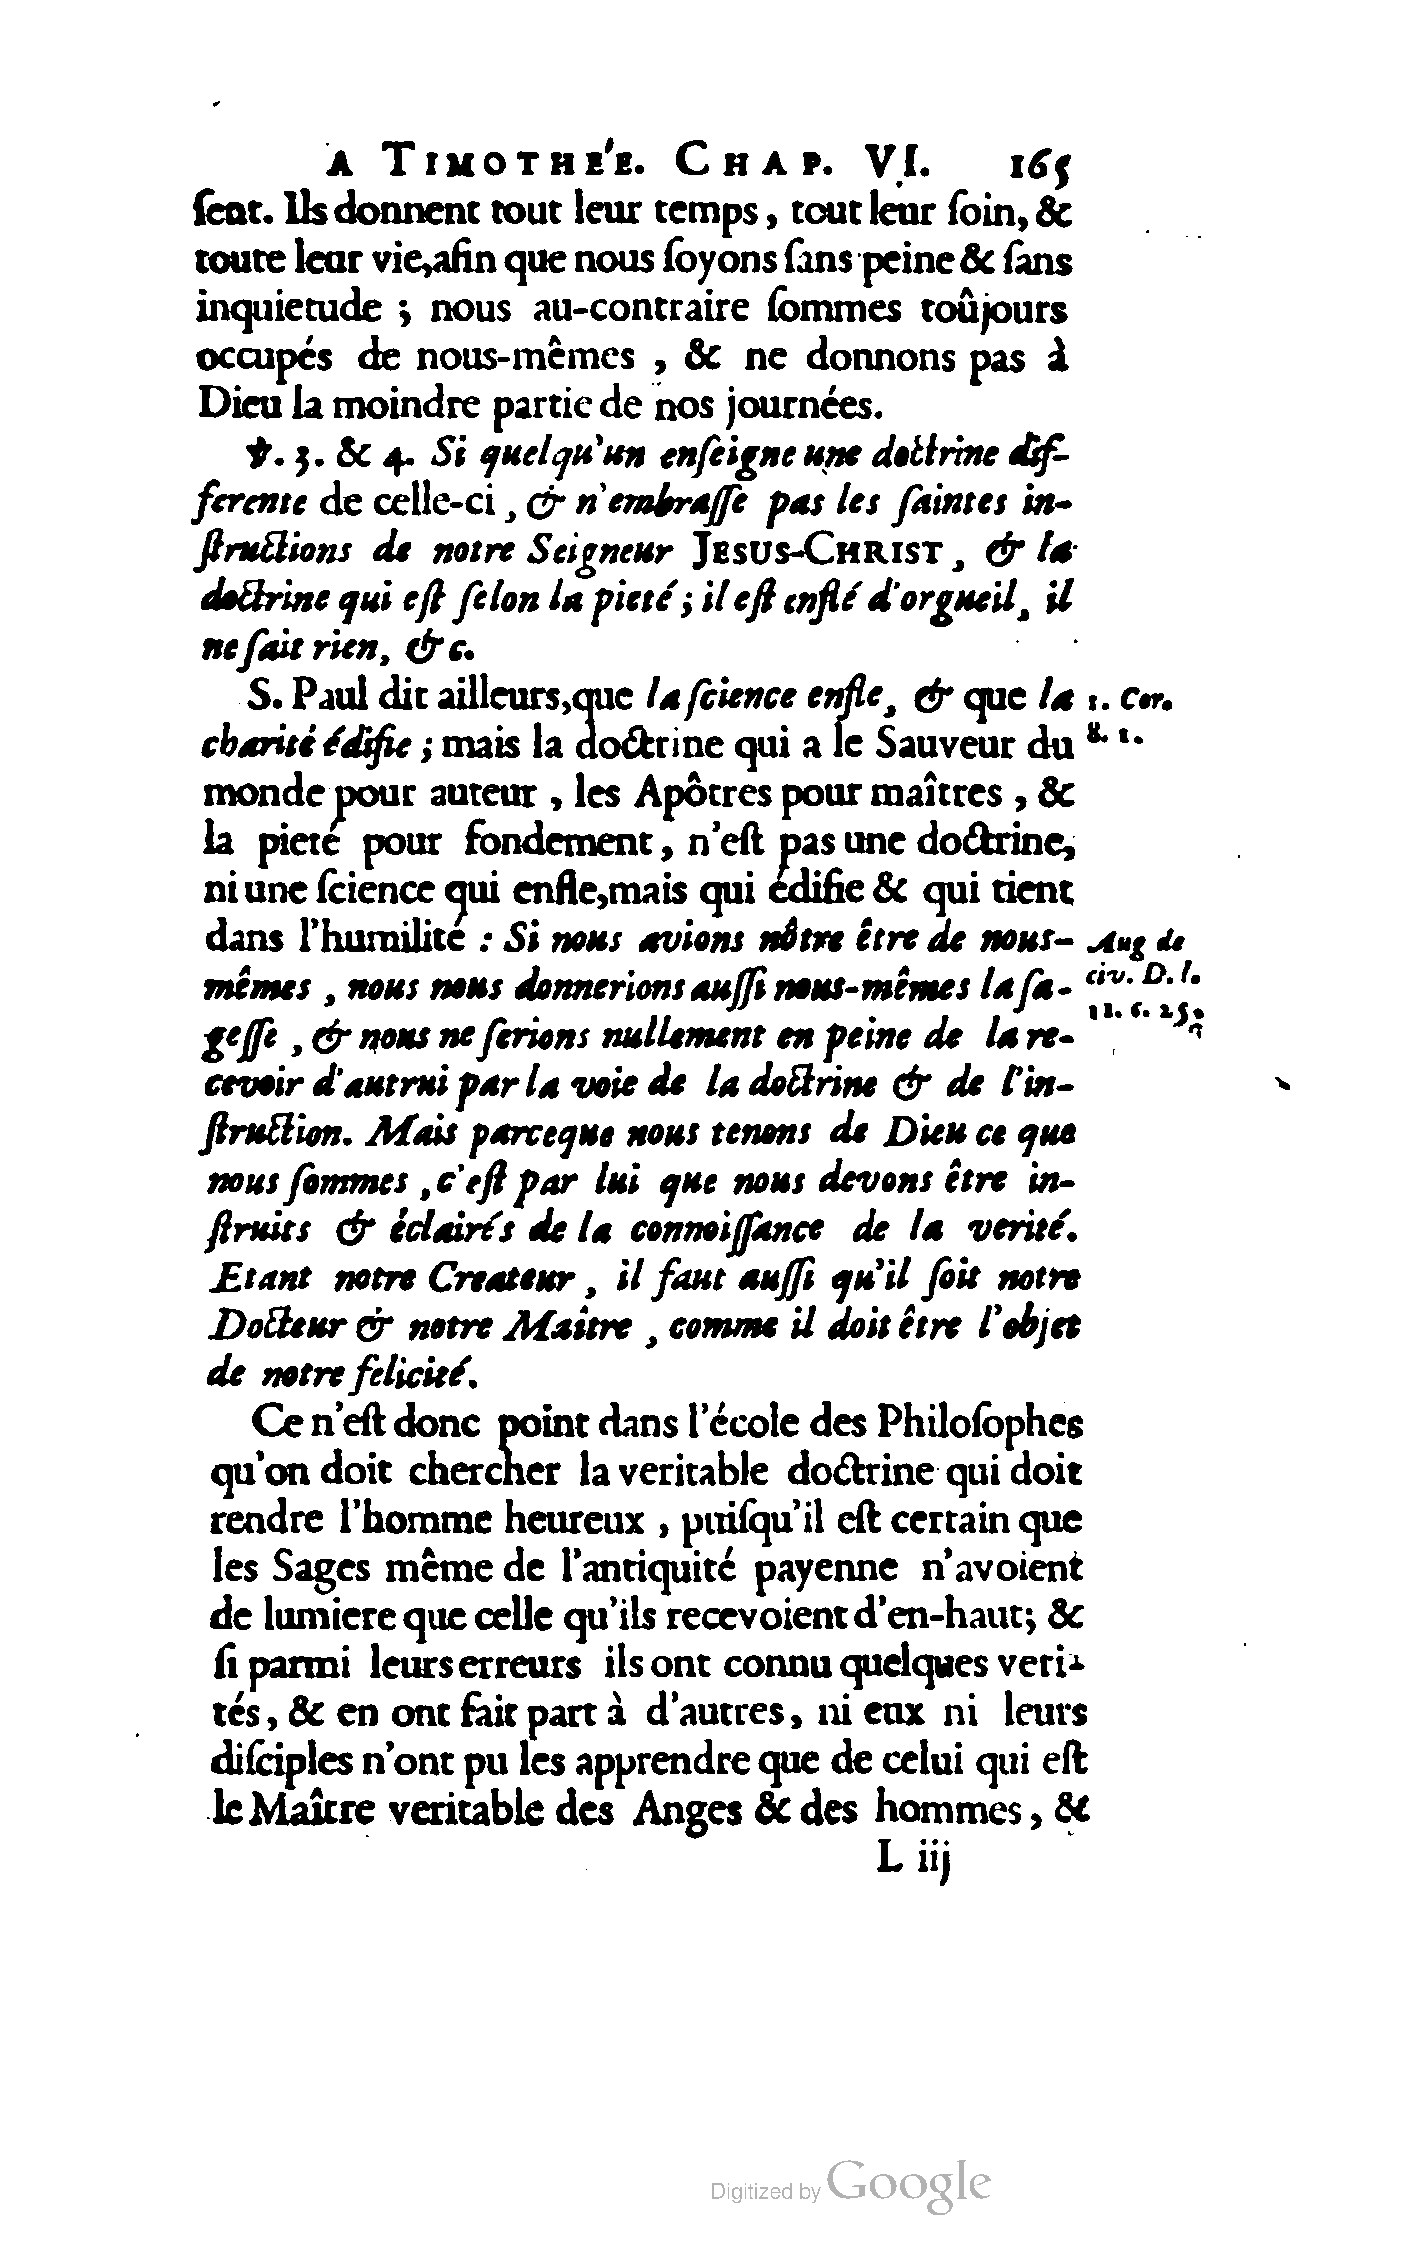 A TIMOTHE'E. CHAP. VI. 165
ſent. Ils donnent tout leur temps, tout leur ſoin, &
toute leur vie, afin que nous ſoyons ſans peine & ſans
inquietude ; nous au-contraire ſommes toûjours
occupés de nous-mêmes , & ne donnons pas à
Dieu la moindre partie de nos journées.
℣. 3. & 4. Si quelqu'un enſeigne une doctrine dif-
ferente de celle-ci , & n'embraſſe pas les ſaintes in-
ſtructions de notre Seigneur JESUS-CHRIST , & la
doctrine qui eſt ſelon la pieté ; il eſt enflé d'orgueil, il
ne ſait rien, &c.
S. Paul dit ailleurs, que la ſcience enfle, & que la
1. Cor.
charité édifie ; mais la doctrine qui a le Sauveur du
8. 1.
monde pour auteur , les Apôtres pour maîtres , &
la pieté pour fondement, n'eſt pas une doctrine,
ni une ſcience qui enfle, mais qui édifie & qui tient
dans l'humilité : Si nous avions nôtre être de nous-
Aug de
mêmes , nous nous donnerions auſſi nous-mêmes la ſa-
civ. D. l.
geſſe , & nous ne ſerions nullement en peine de la re-
11. c. 25.
cevoir d'autrui par la voie de la doctrine & de l'in-
ſtruction. Mais parceque nous tenons de Dieu ce que
nous ſommes , c'eſt par lui que nous devons être in-
ſtruits & éclairés de la connoiſſance de la verité.
Etant notre Createur , il faut auſſi qu'il ſoit notre
Docteur & notre Maître , comme il doit être l'objet
de notre felicité.
Ce n'eſt donc point dans l'école des Philoſophes
qu'on doit chercher la veritable doctrine qui doit
rendre l'homme heureux , puiſqu'il eſt certain que
les Sages même de l'antiquité payenne n'avoient
de lumiere que celle qu'ils recevoient d'en-haut; &
ſi parmi leurs erreurs ils ont connu quelques veri-
tés, & en ont fait part à d'autres, ni eux ni leurs
diſciples n'ont pu les apprendre que de celui qui eſt
le Maître veritable des Anges & des hommes, &
L iij
Digitized by Google